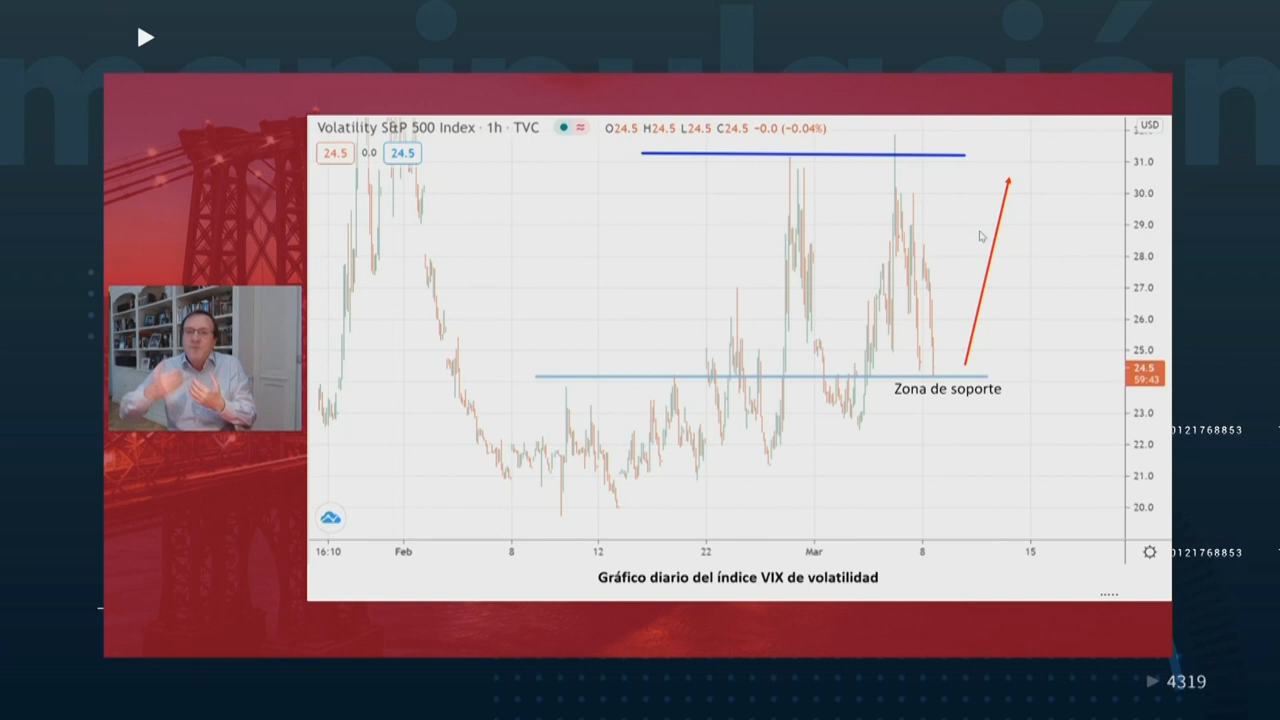 manipulación
Volatility S&P 500 Index · 1h · TVC
O24.5 H24.5 L24.5 C24.5 −0.0 (−0.04%)
USD
24.5 0.0 24.5
31.0
30.0
29.0
28.0
27.0
26.0
25.0
24.5
59:43
Zona de soporte
23.0
22.0
21.0
20.0
16:10 Feb 8 12 22 Mar 8 15
Gráfico diario del índice VIX de volatilidad
.....
0121768853
0121768853
4319